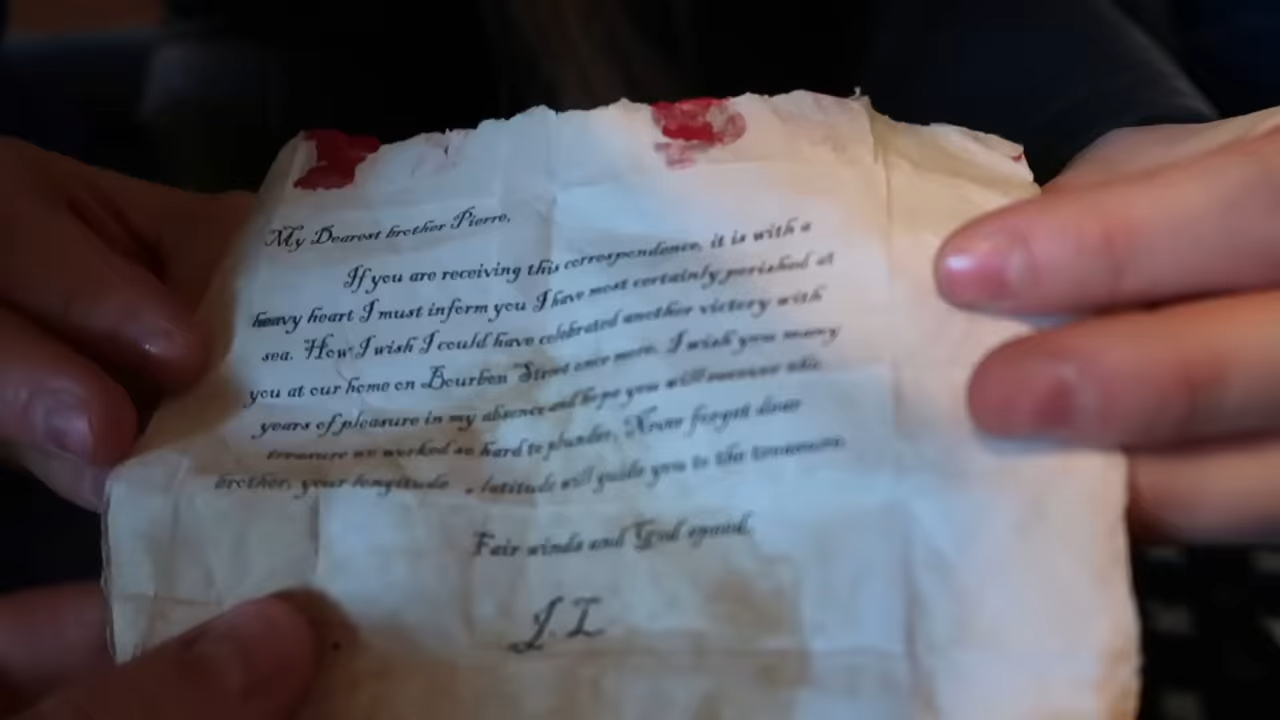 My Dearest brother Pierre,
If you are receiving this correspondence, it is with a
heavy heart I must inform you I have most certainly perished at
sea. How I wish I could have celebrated another victory with
you at our home on Bourbon Street once more. I wish you many
years of pleasure in my absence and hope you will recover this
treasure we worked so hard to plunder. Never forget dear
brother, your longitude latitude will guide you to the treasure.
Fair winds and God speed,
J. L